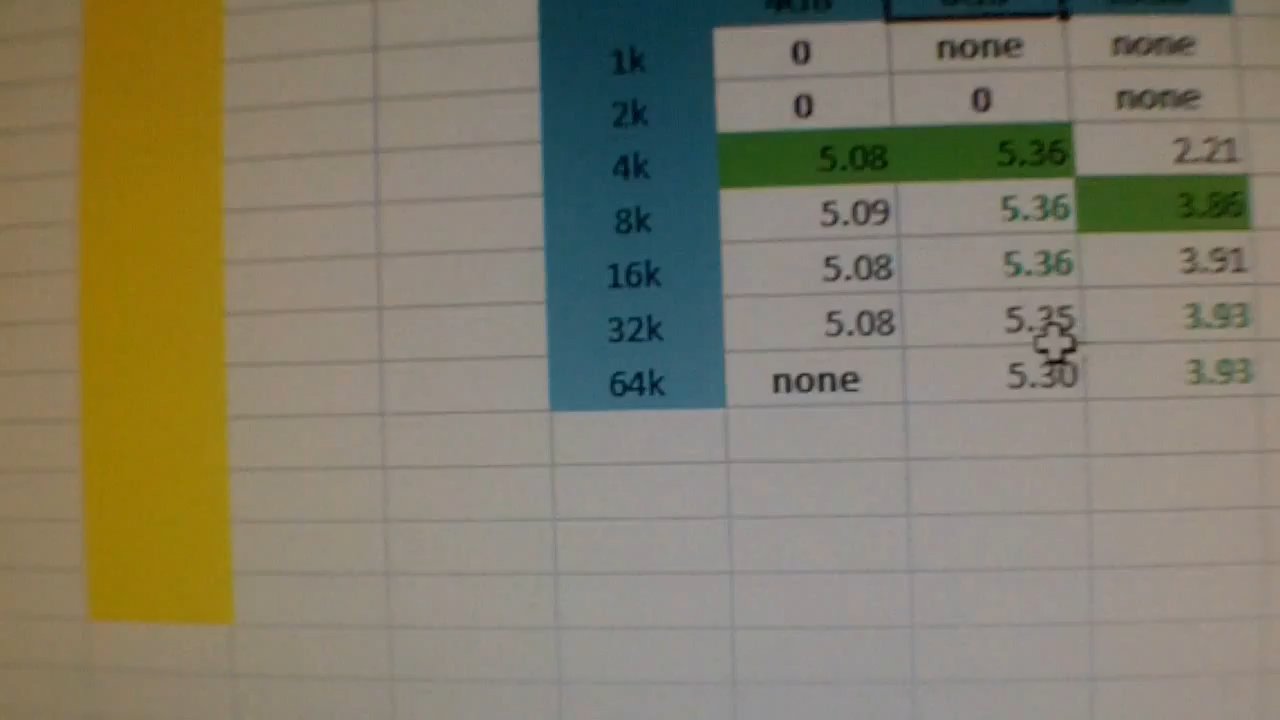 1k 0 none none
2k 0 0 none
4k 5.08 5.36 2.21
8k 5.09 5.36 3.86
16k 5.08 5.36 3.91
32k 5.08 5.35 3.93
64k none 5.30 3.93